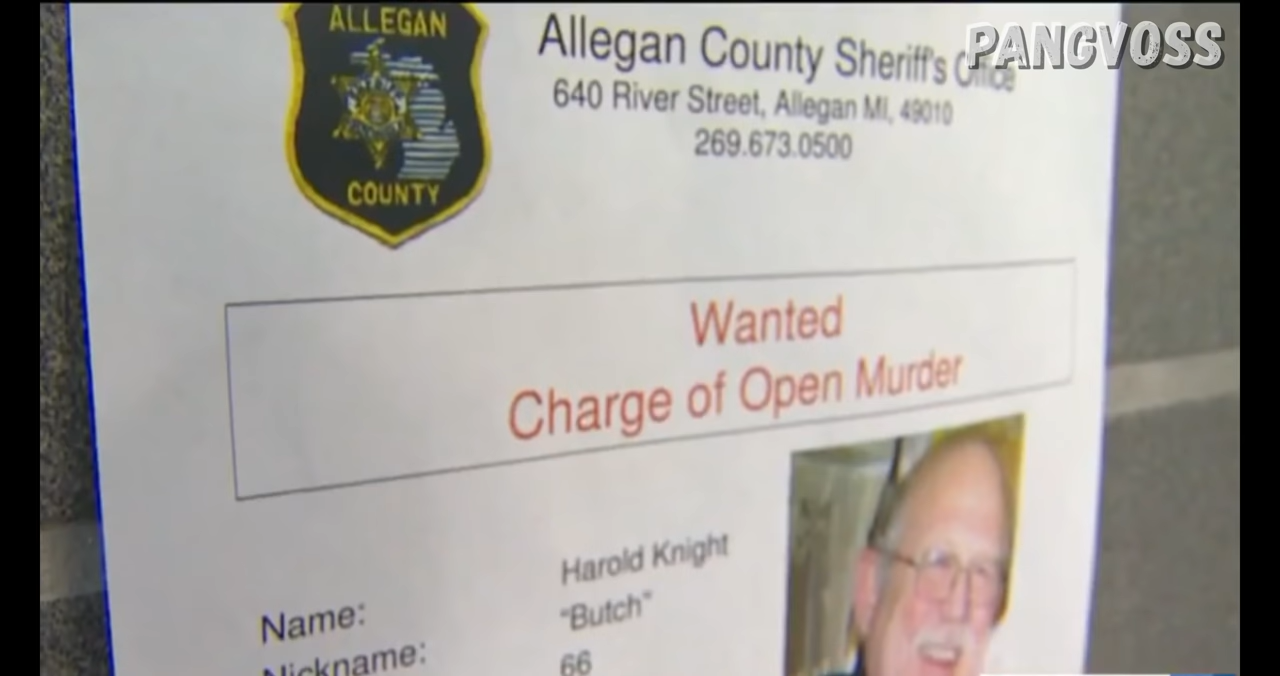 PANGVOSS
ALLEGAN
COUNTY
Allegan County Sheriff's Office
640 River Street, Allegan MI, 49010
269.673.0500
Wanted
Charge of Open Murder
Name: Harold Knight
Nickname: "Butch"
66